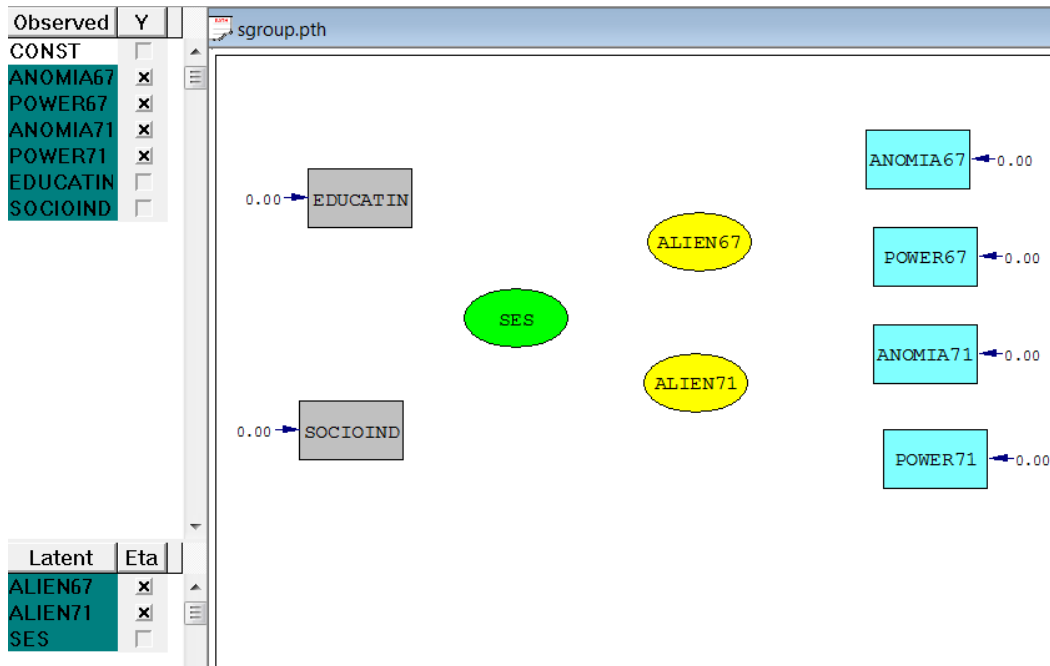 Observed Y
CONST
ANOMIA67
POWER67
ANOMIA71
POWER71
EDUCATIN
SOCIOIND
Latent Eta
ALIEN67
ALIEN71
SES
sgroup.pth
0.00 EDUCATIN
0.00 SOCIOIND
SES
ALIEN67
ALIEN71
ANOMIA67 0.00
POWER67 0.00
ANOMIA71 0.00
POWER71 0.00